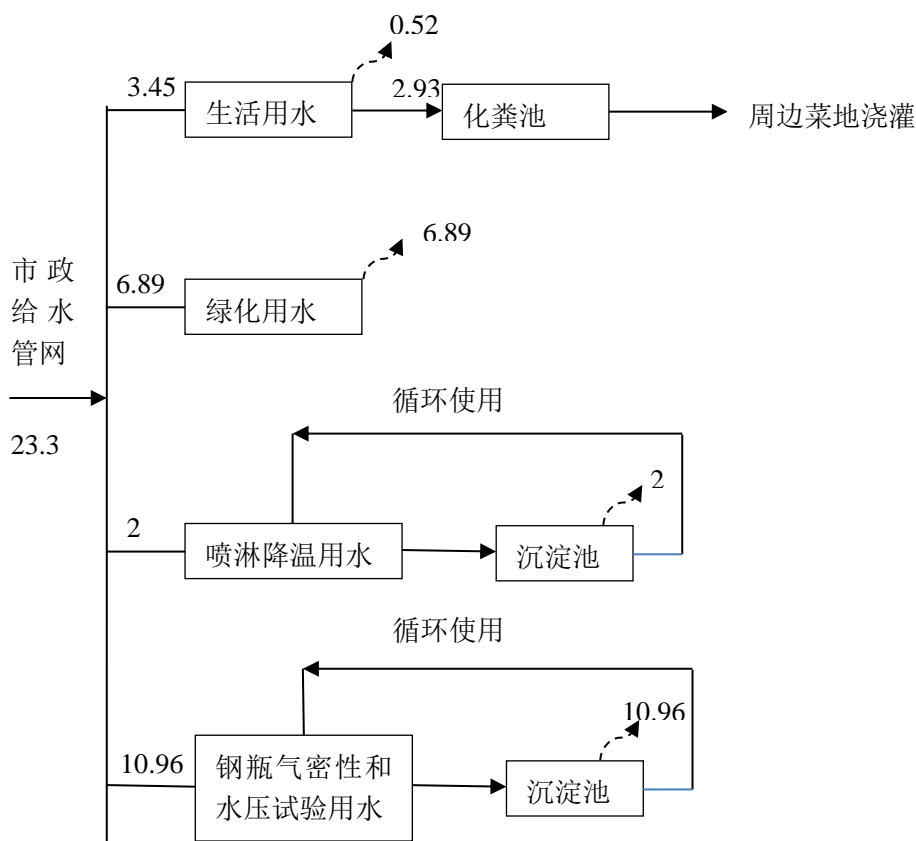 0.52
3.45
生活用水
2.93
化粪池
周边菜地浇灌
6.89
市政
给水
管网
6.89
绿化用水
23.3
循环使用
2
2
喷淋降温用水
沉淀池
循环使用
10.96
10.96
钢瓶气密性和
水压试验用水
沉淀池